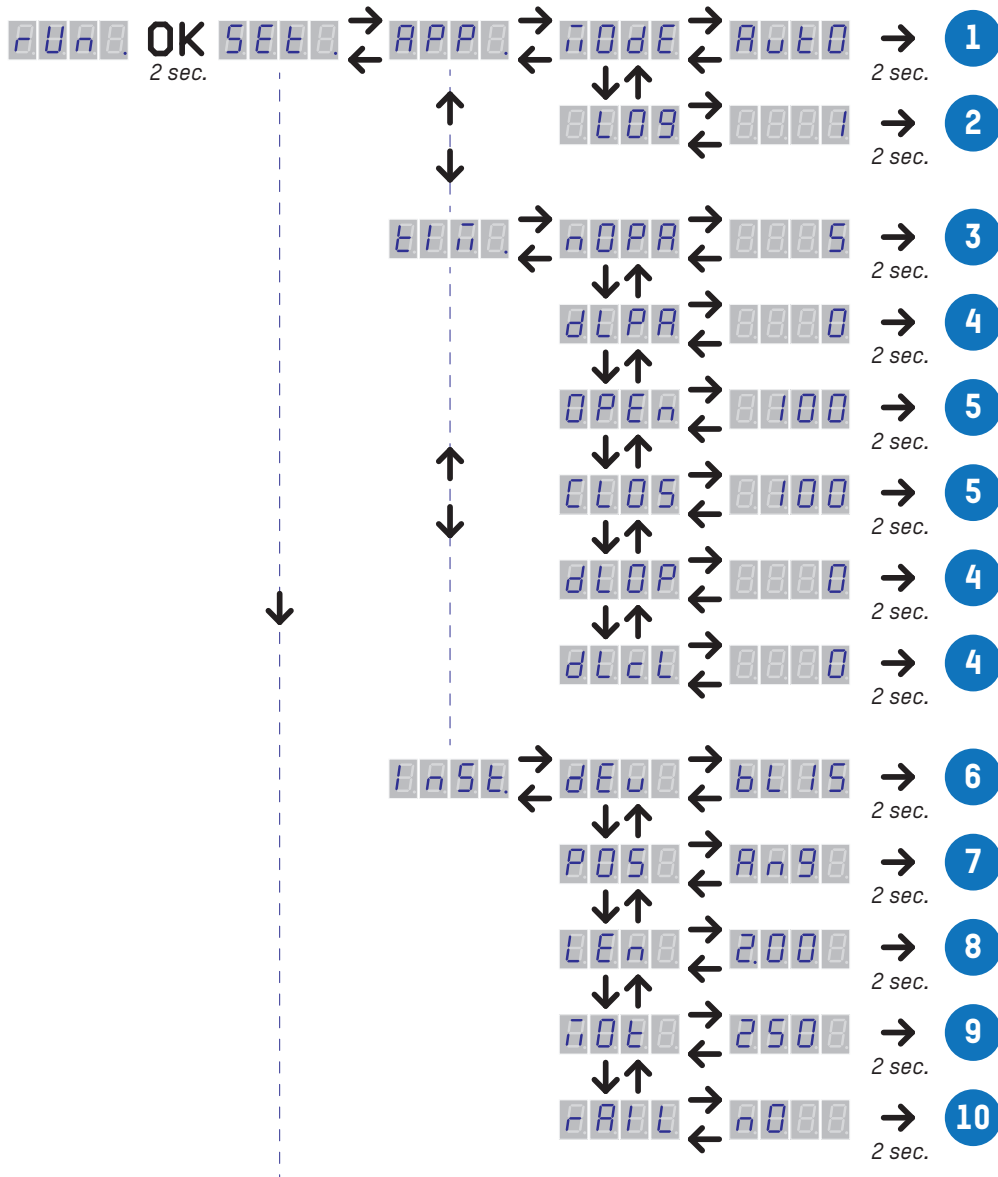 rUn. OK SEt. APP. MOdE AutO 1
2 sec. 2 sec.
LOg 1 2
2 sec.
tIM. nOPA 5 3
2 sec.
dLPA 0 4
2 sec.
OPEn 100 5
2 sec.
CLOS 100 5
2 sec.
dLOP 0 4
2 sec.
dLcL 0 4
2 sec.
InSt. dEv bL15 6
2 sec.
POS Ang 7
2 sec.
LEn 2.00 8
2 sec.
MOt 250 9
2 sec.
rAIL nO 10
2 sec.